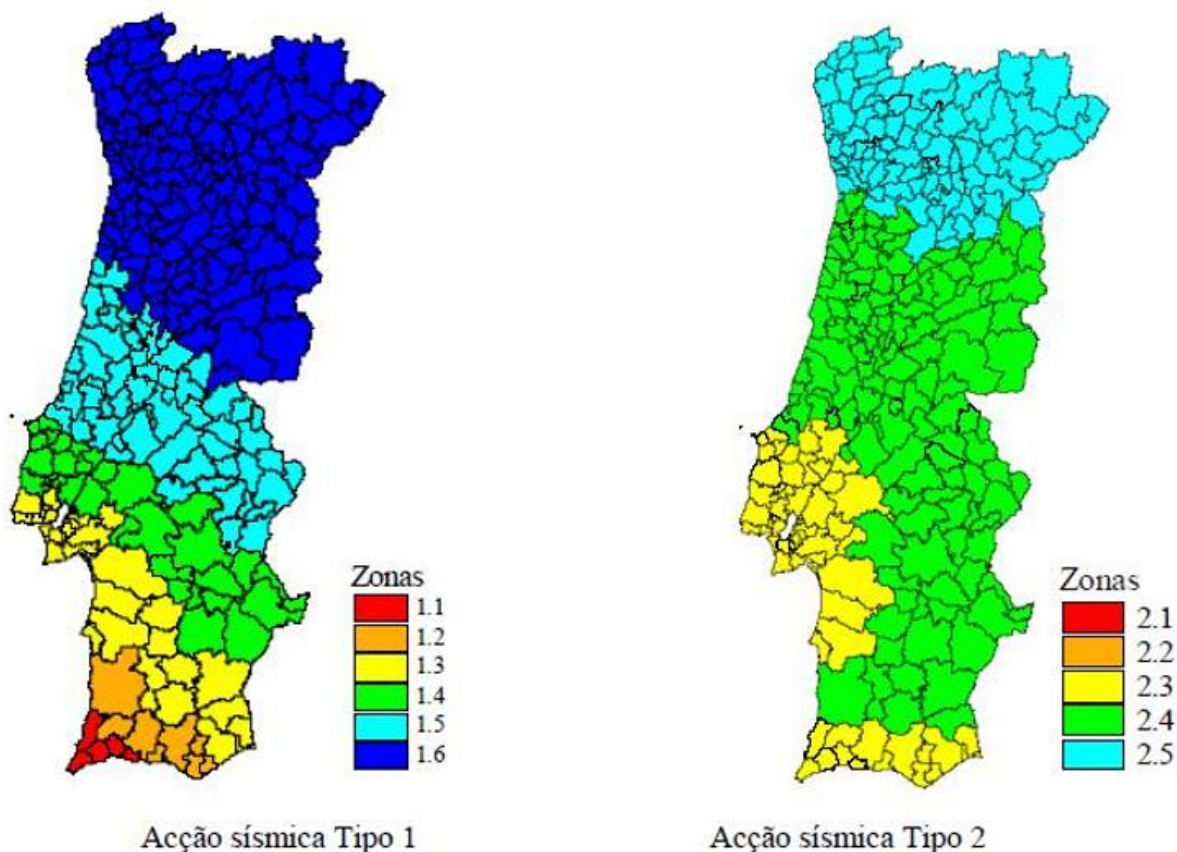 Zonas
1.1
1.2
1.3
1.4
1.5
1.6
Acção sísmica Tipo 1
Zonas
2.1
2.2
2.3
2.4
2.5
Acção sísmica Tipo 2